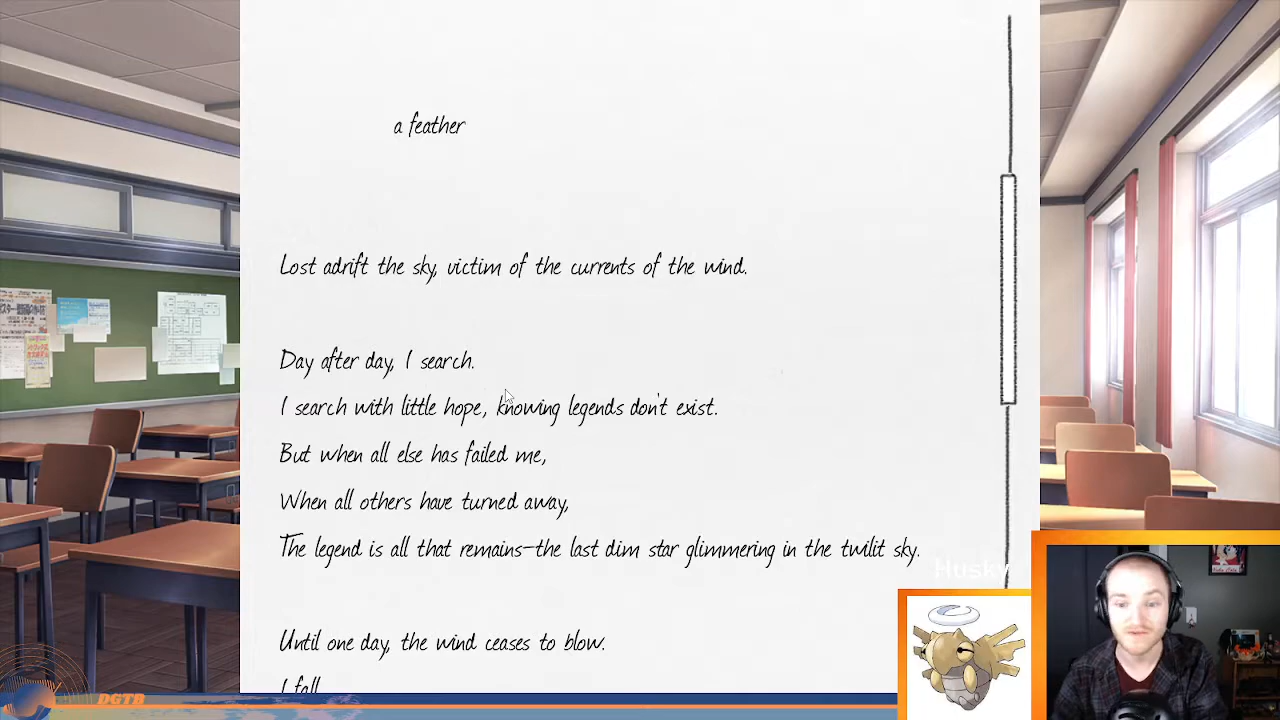 a feather
Lost adrift the sky, victim of the currents of the wind.
Day after day, I search.
I search with little hope, knowing legends don't exist.
But when all else has failed me,
When all others have turned away,
The legend is all that remains—the last dim star glimmering in the twilit sky.
Until one day, the wind ceases to blow.
I fall.
Husky
DGTB